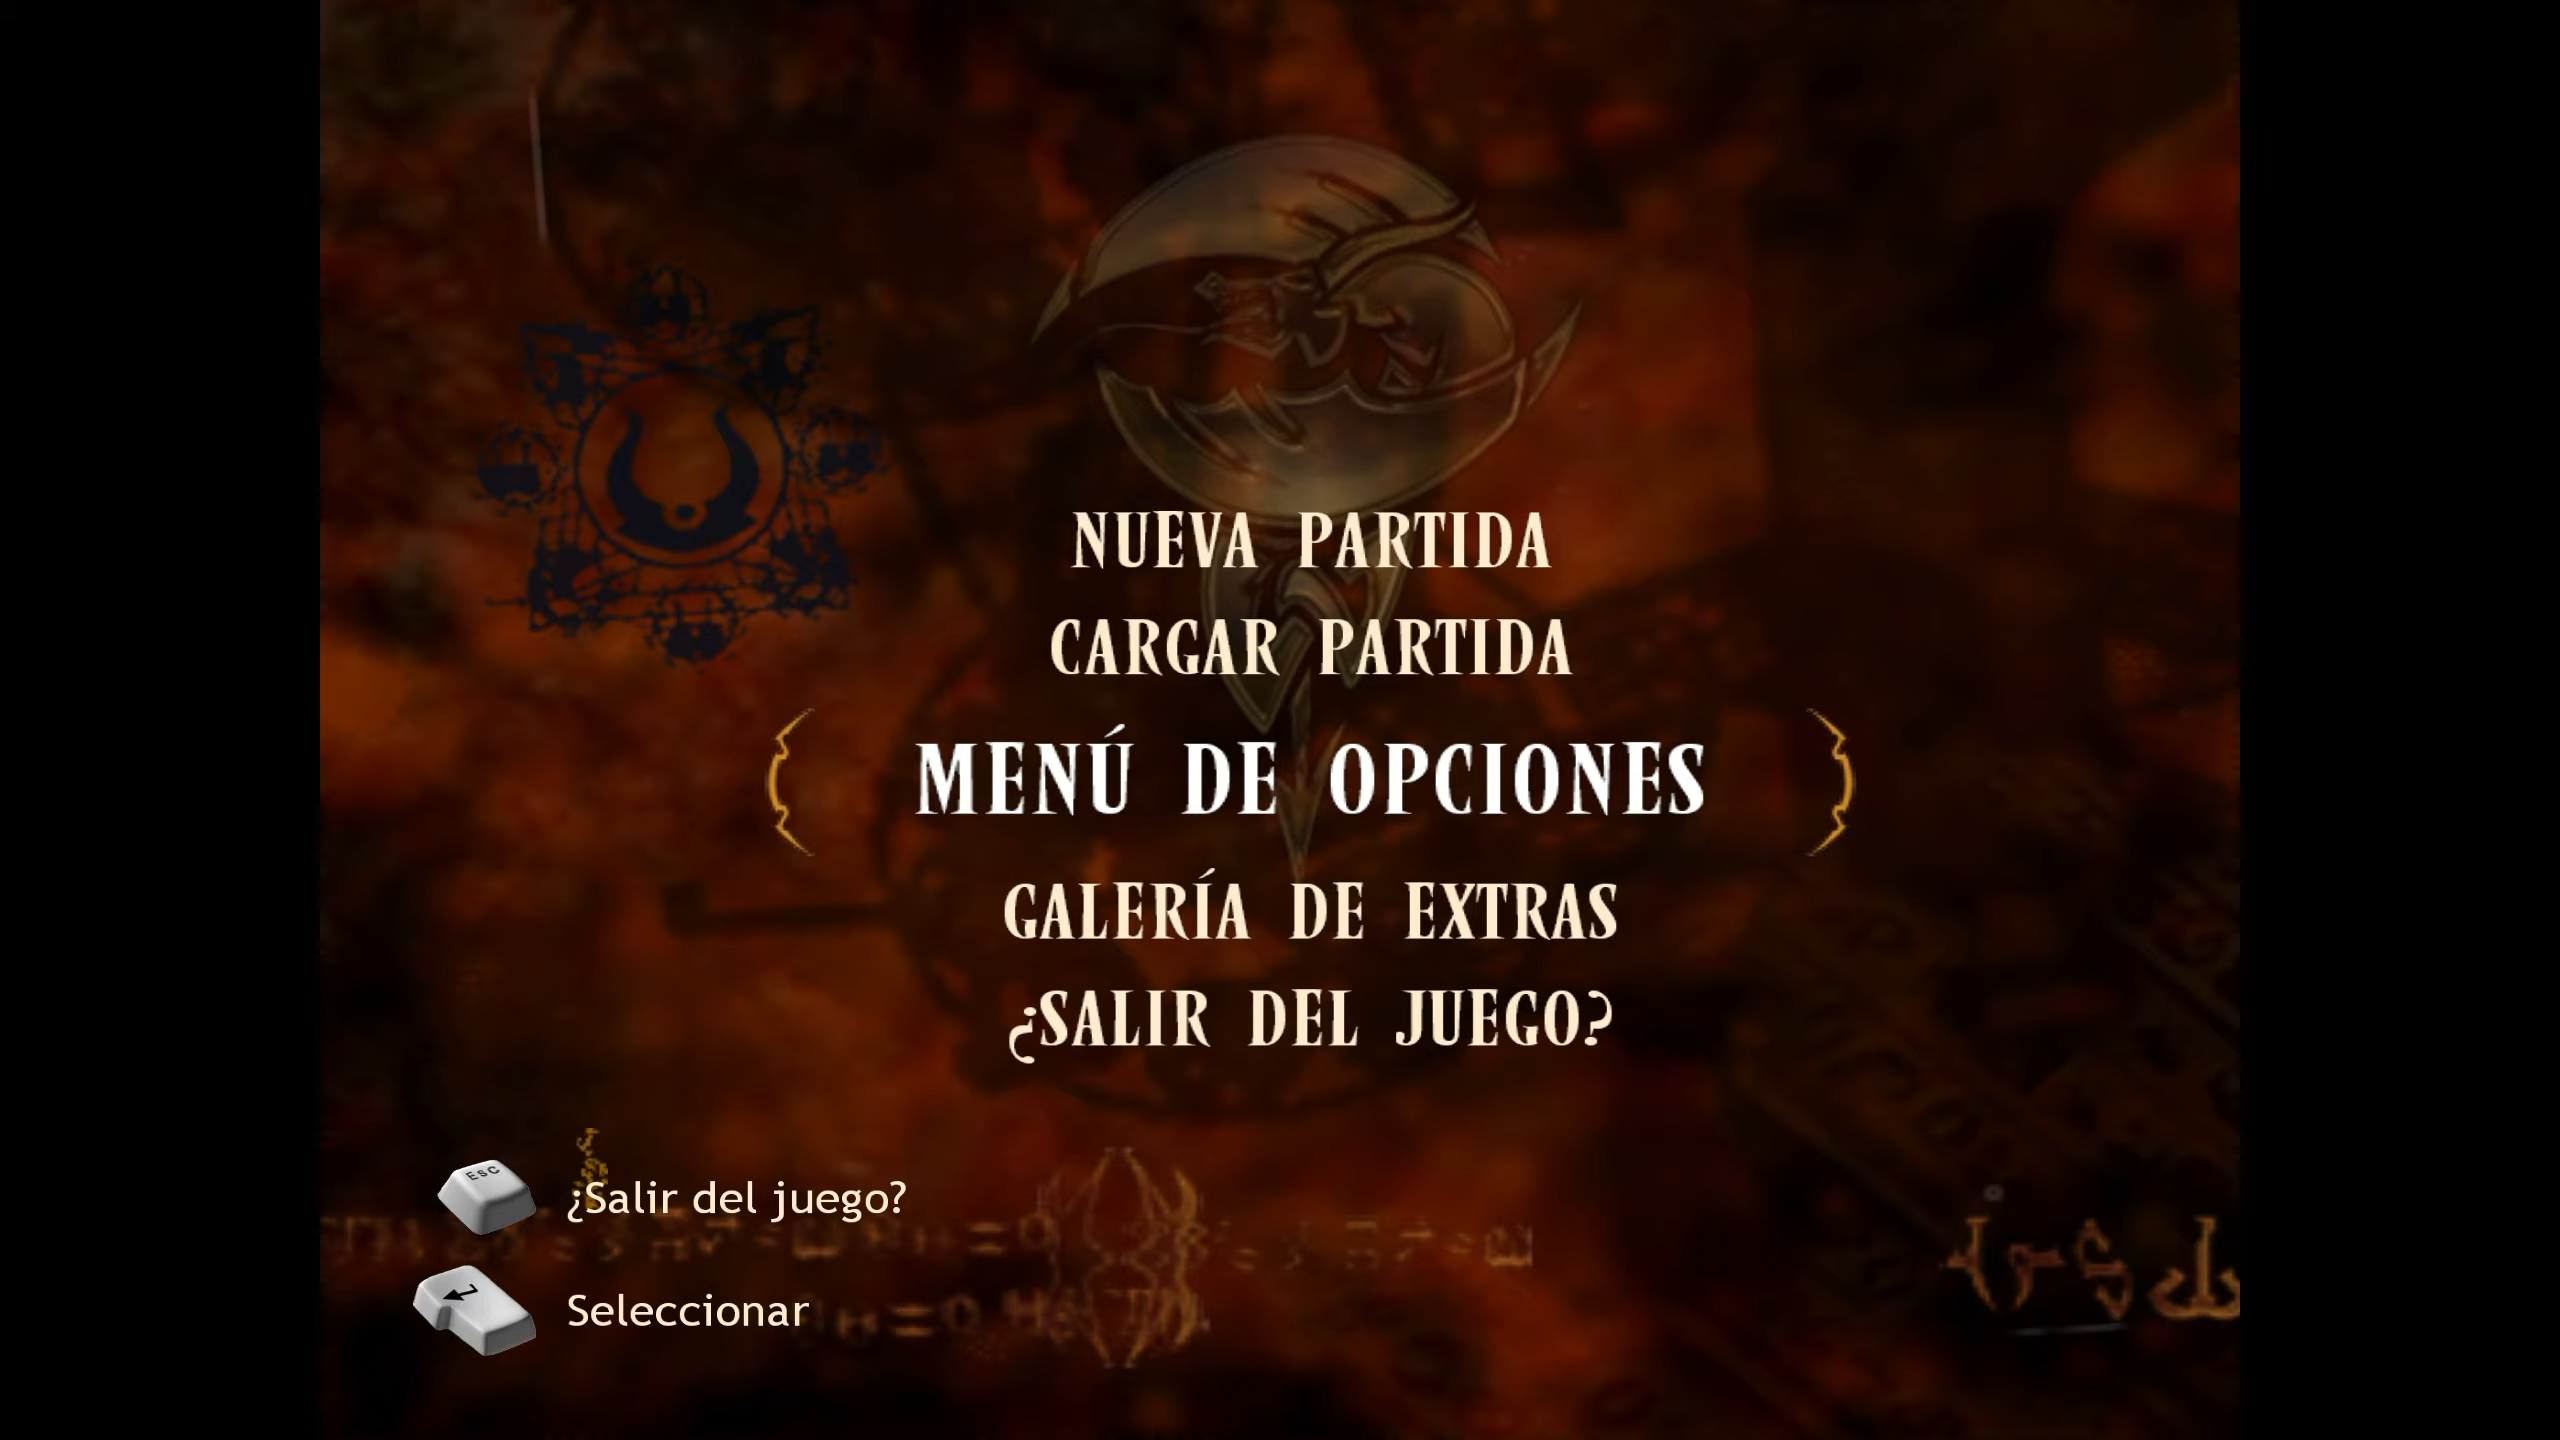 NUEVA PARTIDA
CARGAR PARTIDA
MENÚ DE OPCIONES
GALERÍA DE EXTRAS
¿SALIR DEL JUEGO?
ESC
¿Salir del juego?
Seleccionar